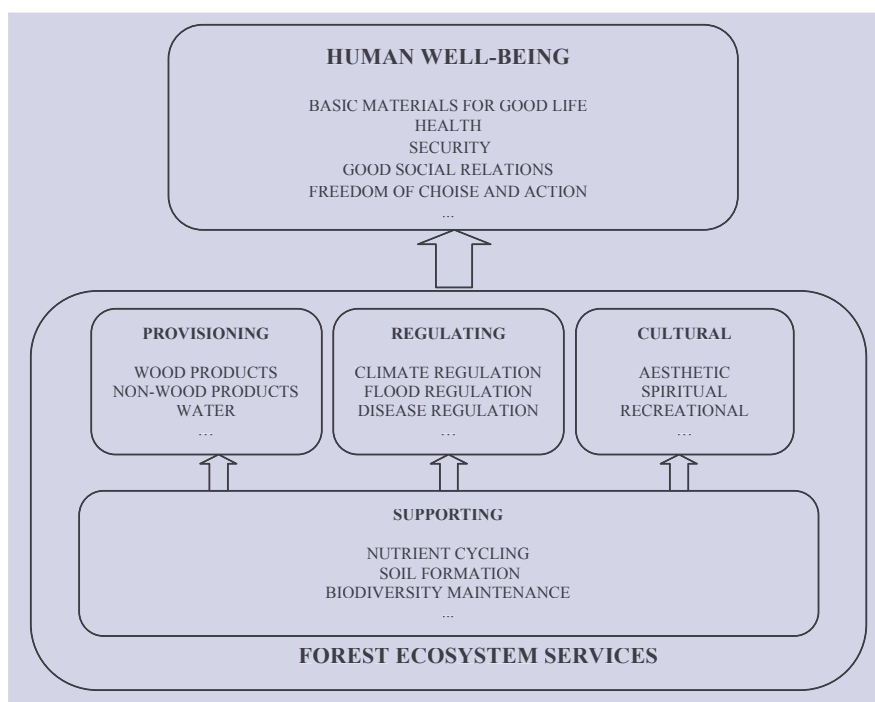 HUMAN WELL-BEING
BASIC MATERIALS FOR GOOD LIFE
HEALTH
SECURITY
GOOD SOCIAL RELATIONS
FREEDOM OF CHOISE AND ACTION
...
PROVISIONING
WOOD PRODUCTS
NON-WOOD PRODUCTS
WATER
...
REGULATING
CLIMATE REGULATION
FLOOD REGULATION
DISEASE REGULATION
...
CULTURAL
AESTHETIC
SPIRITUAL
RECREATIONAL
...
SUPPORTING
NUTRIENT CYCLING
SOIL FORMATION
BIODIVERSITY MAINTENANCE
...
FOREST ECOSYSTEM SERVICES